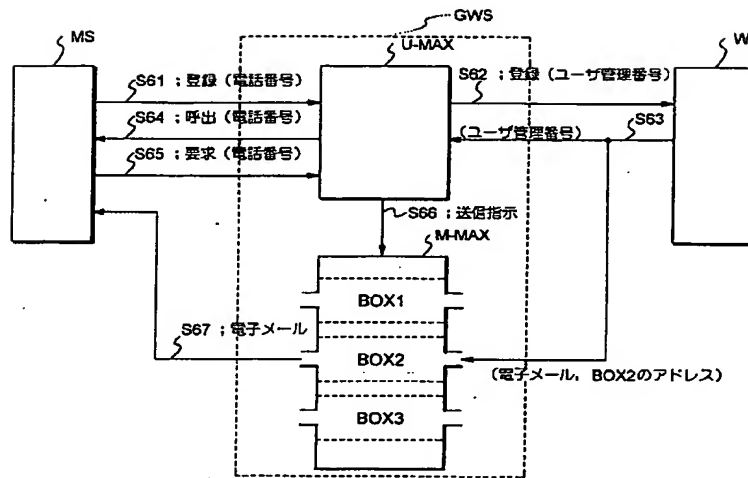 GWS
MS
U-MAX
W
S61 ; 登録 (電話番号)
S62 ; 登録 (ユーザ管理番号)
S64 ; 呼出 (電話番号)
(ユーザ管理番号)
S63
S65 ; 要求 (電話番号)
S66 ; 送信指示
M-MAX
BOX1
S67 ; 電子メール
BOX2
(電子メール, BOX2のアドレス)
BOX3